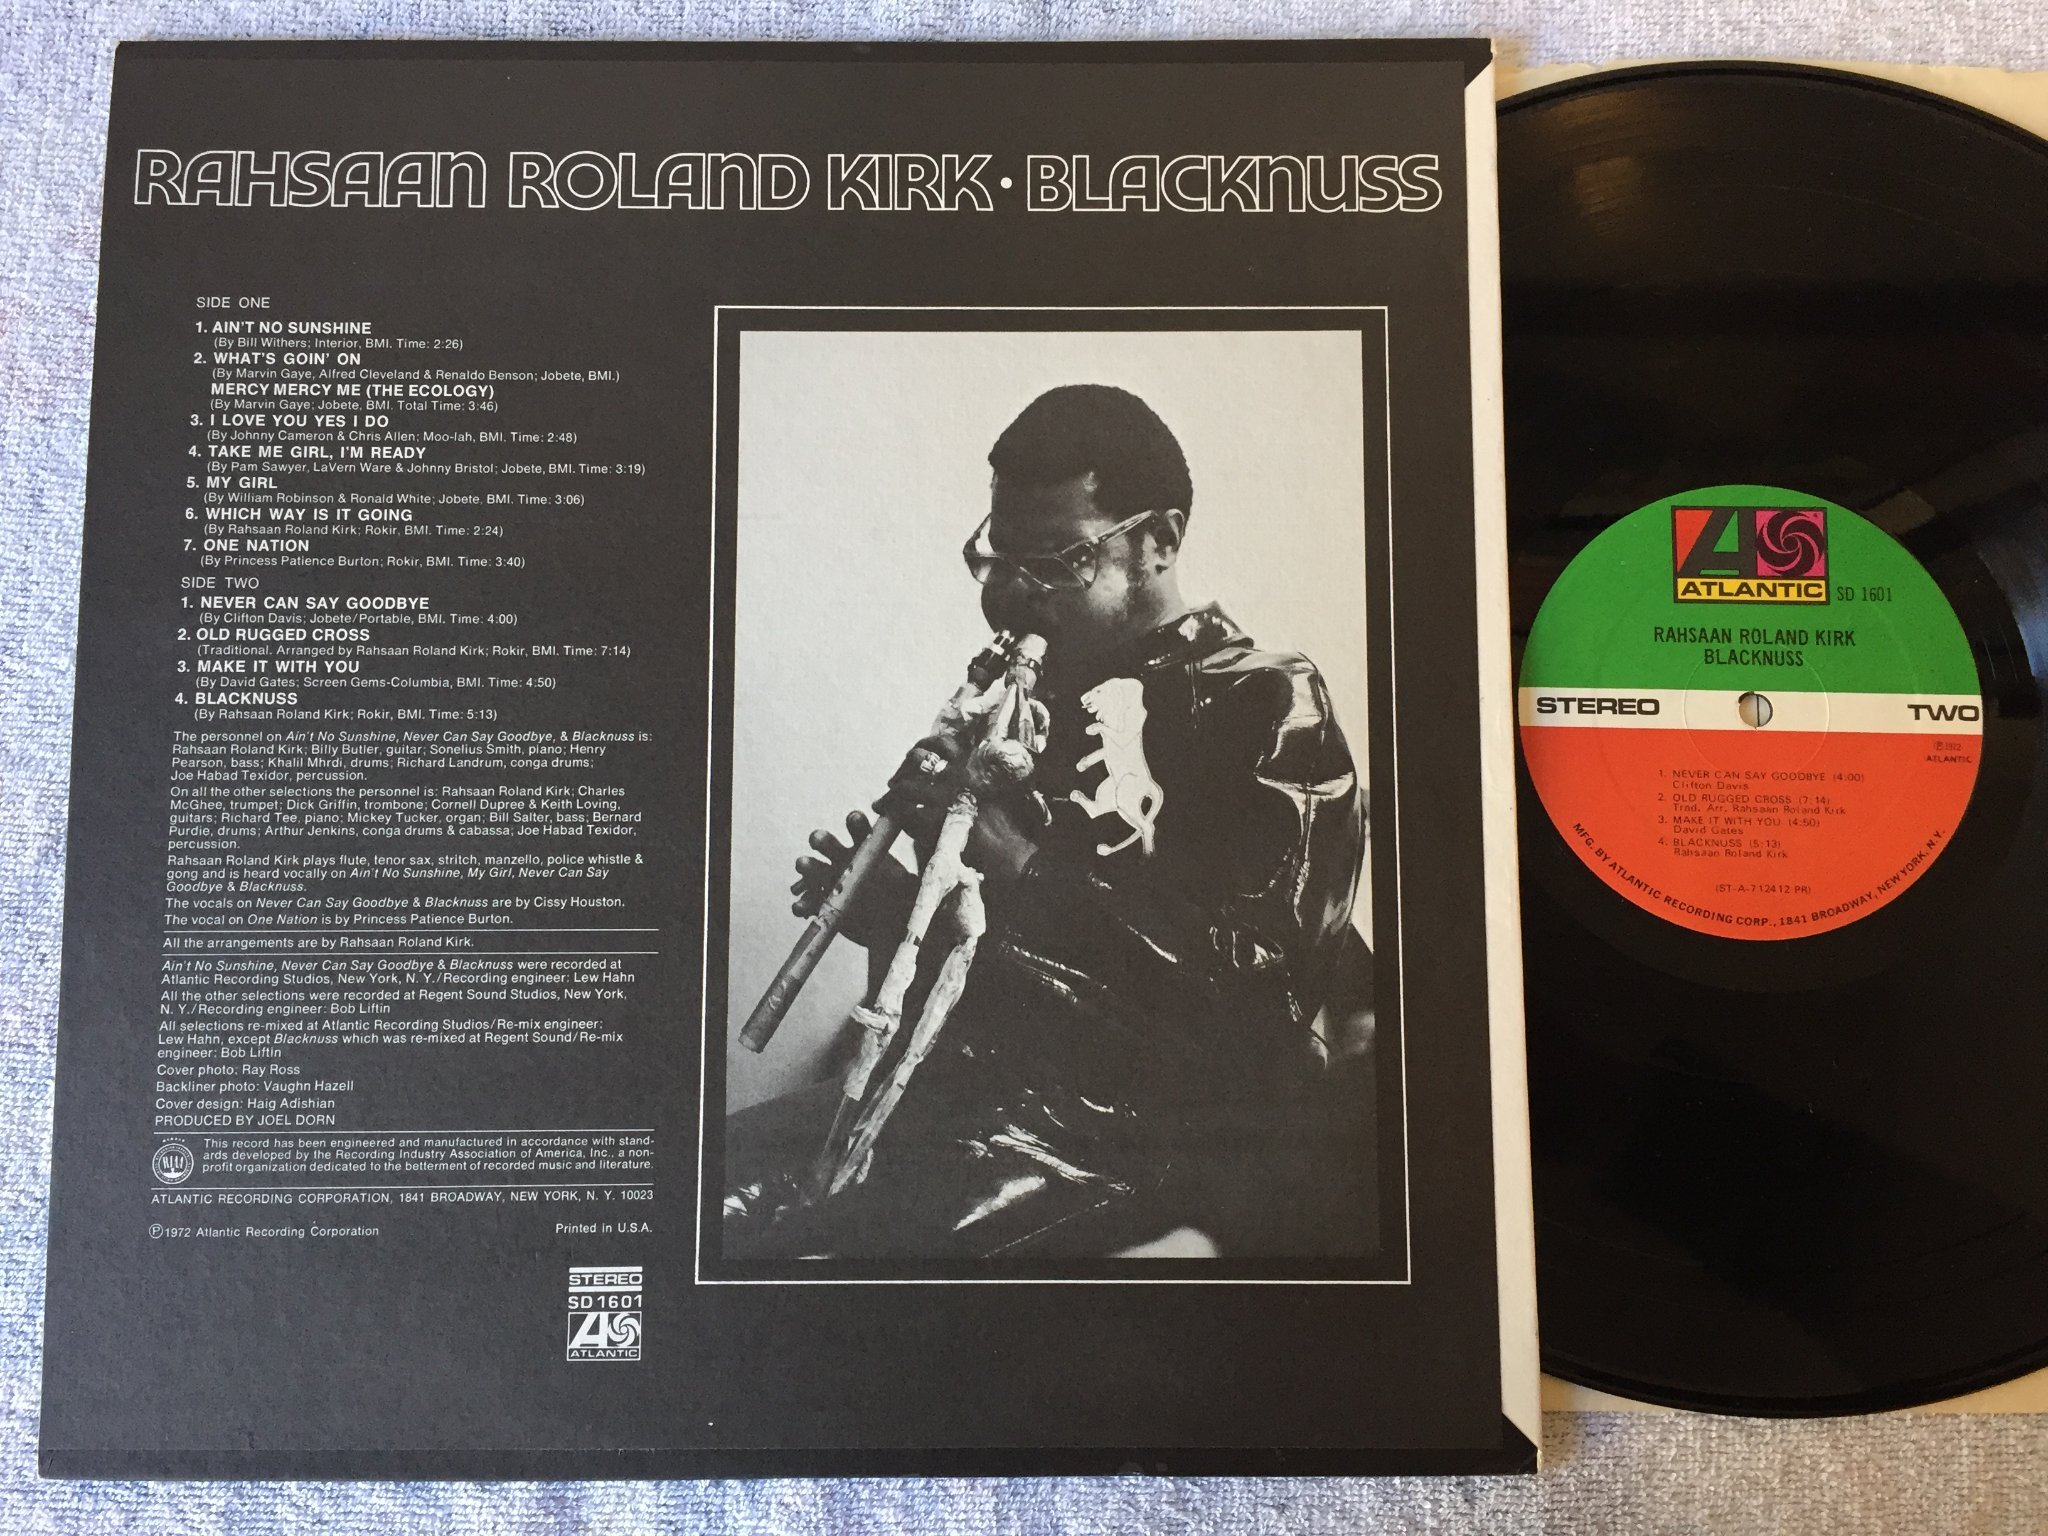 RAHSAAN ROLAND KIRK • BLACKNUSS
SIDE ONE
1. AIN'T NO SUNSHINE
(By Bill Withers; Interior, BMI. Time: 2:26)
2. WHAT'S GOIN' ON
(By Marvin Gaye, Alfred Cleveland & Renaldo Benson; Jobete, BMI.)
MERCY MERCY ME (THE ECOLOGY)
(By Marvin Gaye; Jobete, BMI. Total Time: 3:46)
3. I LOVE YOU YES I DO
(By Johnny Cameron & Chris Allen; Moo-lah, BMI. Time: 2:48)
4. TAKE ME GIRL, I'M READY
(By Pam Sawyer, LaVern Ware & Johnny Bristol; Jobete, BMI. Time: 3:19)
5. MY GIRL
(By William Robinson & Ronald White; Jobete. BMI. Time: 3:06)
6. WHICH WAY IS IT GOING
(By Rahsaan Roland Kirk; Rokir, BMI. Time: 2:24)
7. ONE NATION
(By Princess Patience Burton; Rokir, BMI. Time: 3:40)
SIDE TWO
1. NEVER CAN SAY GOODBYE
(By Clifton Davis; Jobete/Portable, BMI. Time: 4:00)
2. OLD RUGGED CROSS
(Traditional. Arranged by Rahsaan Roland Kirk; Rokir, BMI. Time: 7:14)
3. MAKE IT WITH YOU
(By David Gates; Screen Gems-Columbia, BMI. Time: 4:50)
4. BLACKNUSS
(By Rahsaan Roland Kirk; Rokir, BMI. Time: 5:13)
The personnel on Ain't No Sunshine, Never Can Say Goodbye, & Blacknuss is:
Rahsaan Roland Kirk; Billy Butler, guitar; Sonelius Smith, piano; Henry
Pearson, bass; Khalil Mhrdi, drums; Richard Landrum, conga drums;
Joe Habad Texidor, percussion.
On all the other selections the personnel is: Rahsaan Roland Kirk; Charles
McGhee, trumpet; Dick Griffin, trombone; Cornell Dupree & Keith Loving,
guitars; Richard Tee, piano; Mickey Tucker, organ; Bill Salter, bass; Bernard
Purdie, drums; Arthur Jenkins, conga drums & cabassa; Joe Habad Texidor,
percussion.
Rahsaan Roland Kirk plays flute, tenor sax, stritch, manzello, police whistle &
gong and is heard vocally on Ain't No Sunshine, My Girl, Never Can Say
Goodbye & Blacknuss.
The vocals on Never Can Say Goodbye & Blacknuss are by Cissy Houston.
The vocal on One Nation is by Princess Patience Burton.
All the arrangements are by Rahsaan Roland Kirk.
Ain't No Sunshine, Never Can Say Goodbye & Blacknuss were recorded at
Atlantic Recording Studios, New York, N. Y./Recording engineer: Lew Hahn
All the other selections were recorded at Regent Sound Studios, New York,
N. Y./Recording engineer: Bob Liftin
All selections re-mixed at Atlantic Recording Studios/Re-mix engineer:
Lew Hahn, except Blacknuss which was re-mixed at Regent Sound/Re-mix
engineer: Bob Liftin
Cover photo: Ray Ross
Backliner photo: Vaughn Hazell
Cover design: Haig Adishian
PRODUCED BY JOEL DORN
RIAA
This record has been engineered and manufactured in accordance with stand-
ards developed by the Recording Industry Association of America, Inc., a non-
profit organization dedicated to the betterment of recorded music and literature.
ATLANTIC RECORDING CORPORATION, 1841 BROADWAY, NEW YORK, N. Y. 10023
Ⓟ1972 Atlantic Recording Corporation
Printed in U.S.A.
STEREO
SD 1601
A
ATLANTIC
A
ATLANTIC
SD 1601
RAHSAAN ROLAND KIRK
BLACKNUSS
STEREO
TWO
Ⓟ1972
ATLANTIC
1. NEVER CAN SAY GOODBYE (4:00)
Clifton Davis
2. OLD RUGGED CROSS (7:14)
Trad. Arr. Rahsaan Roland Kirk
3. MAKE IT WITH YOU (4:50)
David Gates
4. BLACKNUSS (5:13)
Rahsaan Roland Kirk
(ST-A-712412 PR)
MFG. BY ATLANTIC RECORDING CORP., 1841 BROADWAY, NEW YORK, N.Y.